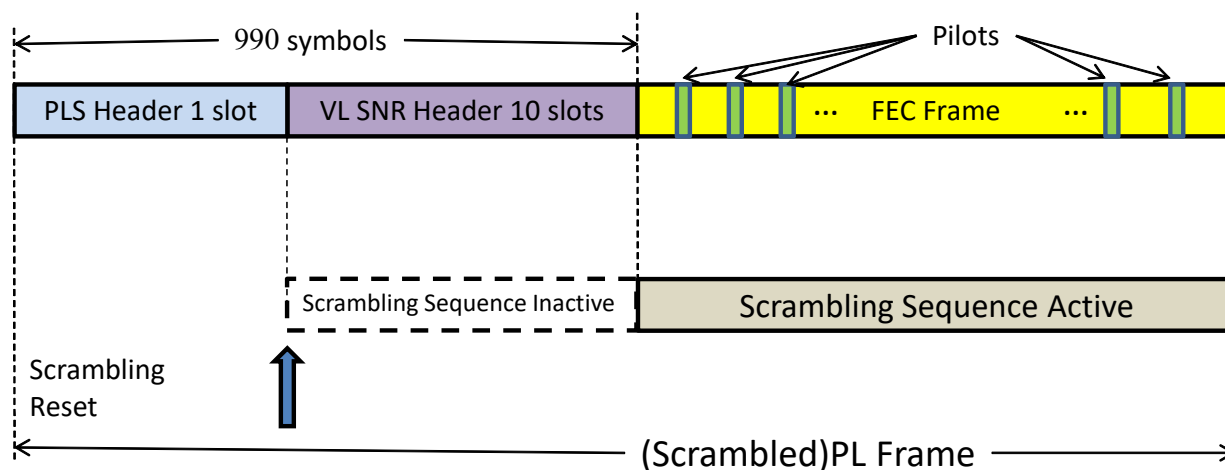 990 symbols
Pilots
PLS Header 1 slot
VL SNR Header 10 slots
...
FEC Frame
...
Scrambling Sequence Inactive
Scrambling Sequence Active
Scrambling
Reset
(Scrambled)PL Frame